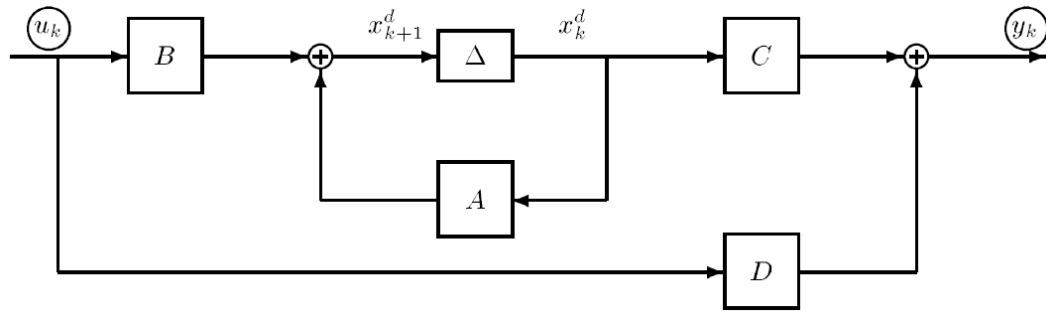 u_k x^d_{k+1} x^d_k y_k
B Δ C
A
D